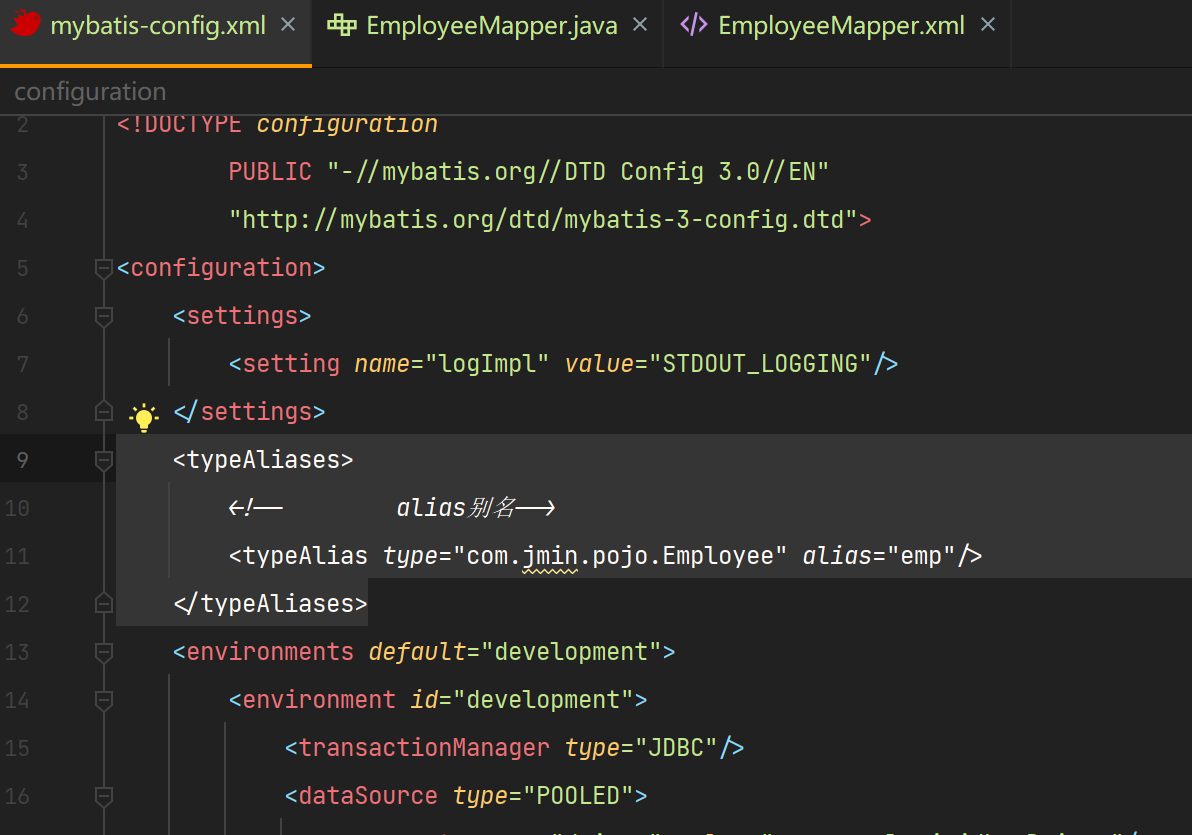 mybatis-config.xml EmployeeMapper.java EmployeeMapper.xml
configuration
2 <!DOCTYPE configuration
3 PUBLIC "-//mybatis.org//DTD Config 3.0//EN"
4 "http://mybatis.org/dtd/mybatis-3-config.dtd">
5 <configuration>
6 <settings>
7 <setting name="logImpl" value="STDOUT_LOGGING"/>
8 </settings>
9 <typeAliases>
10 <!-- alias别名-->
11 <typeAlias type="com.jmin.pojo.Employee" alias="emp"/>
12 </typeAliases>
13 <environments default="development">
14 <environment id="development">
15 <transactionManager type="JDBC"/>
16 <dataSource type="POOLED">